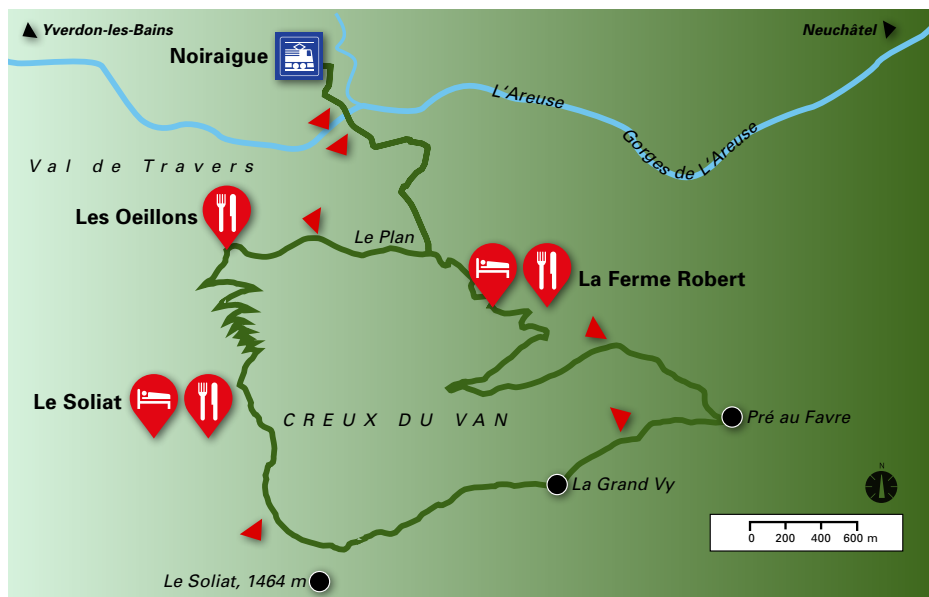 Yverdon-les-Bains
Neuchâtel
Noiraigue
L'Areuse
Gorges de L'Areuse
Val de Travers
Les Oeillons
Le Plan
La Ferme Robert
Le Soliat
CREUX DU VAN
Pré au Favre
La Grand Vy
N
0 200 400 600 m
Le Soliat, 1464 m